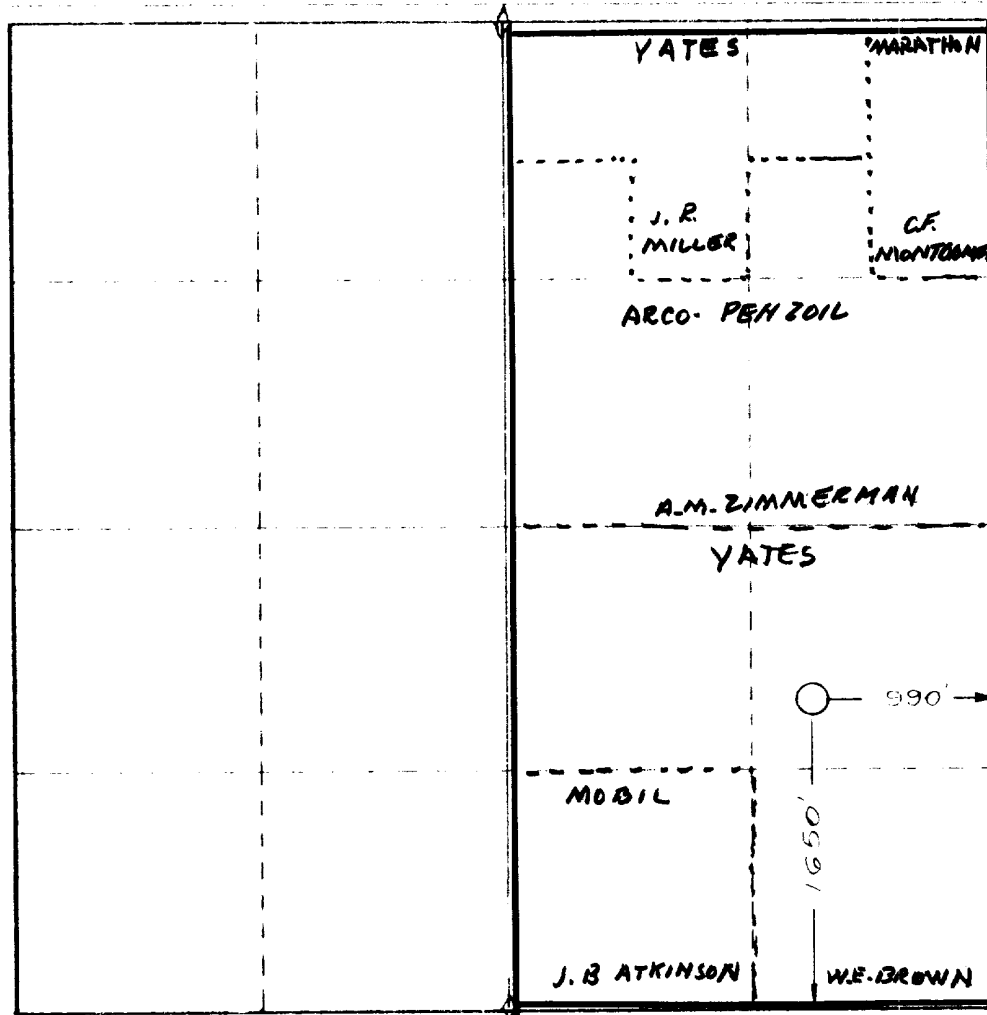 YATES
MARATHON
J. R.
MILLER
C.F.
ARCO- PENZOIL
A.M. ZIMMERMAN
YATES
990'
MOBIL
1650'
J.B ATKINSON
W.E. BROWN